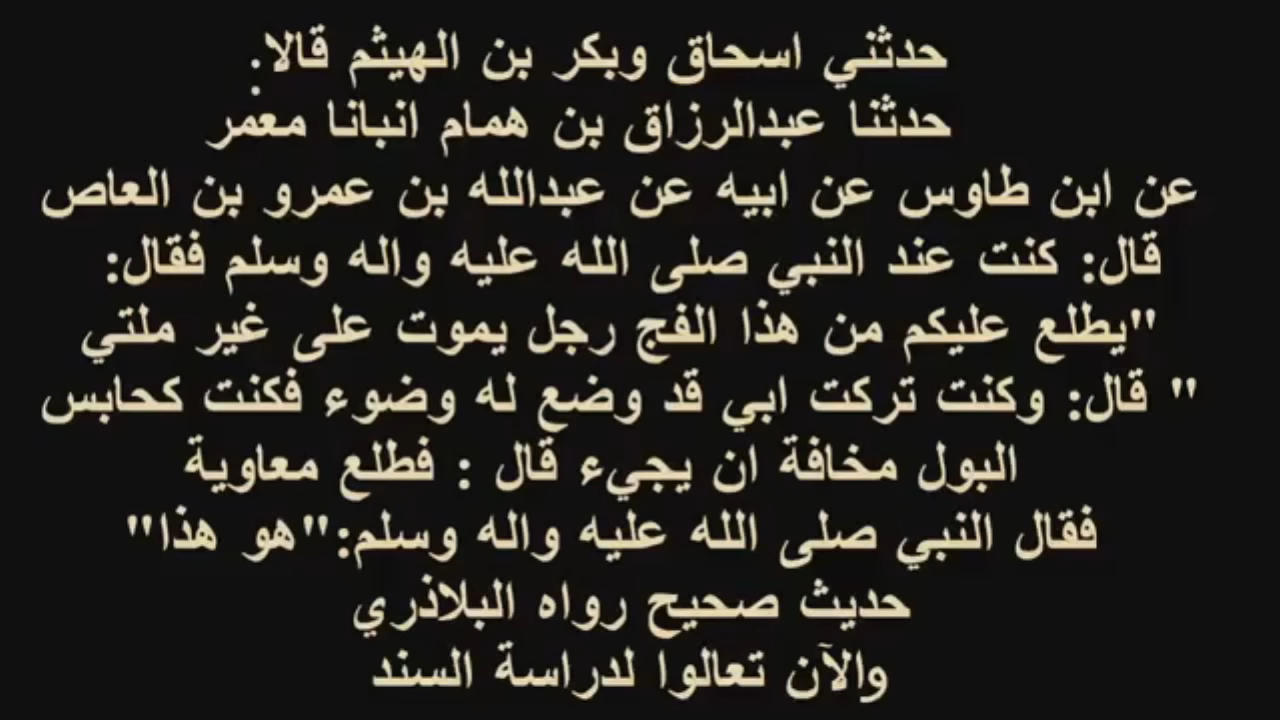 حدثني اسحاق وبكر بن الهيثم قالا:
حدثنا عبدالرزاق بن همام انبانا معمر
عن ابن طاوس عن ابيه عن عبدالله بن عمرو بن العاص
قال: كنت عند النبي صلى الله عليه واله وسلم فقال:
"يطلع عليكم من هذا الفج رجل يموت على غير ملتي
" قال: وكنت تركت ابي قد وضع له وضوء فكنت كحابس
البول مخافة ان يجيء قال : فطلع معاوية
فقال النبي صلى الله عليه واله وسلم:"هو هذا"
حديث صحيح رواه البلاذري
والآن تعالوا لدراسة السند